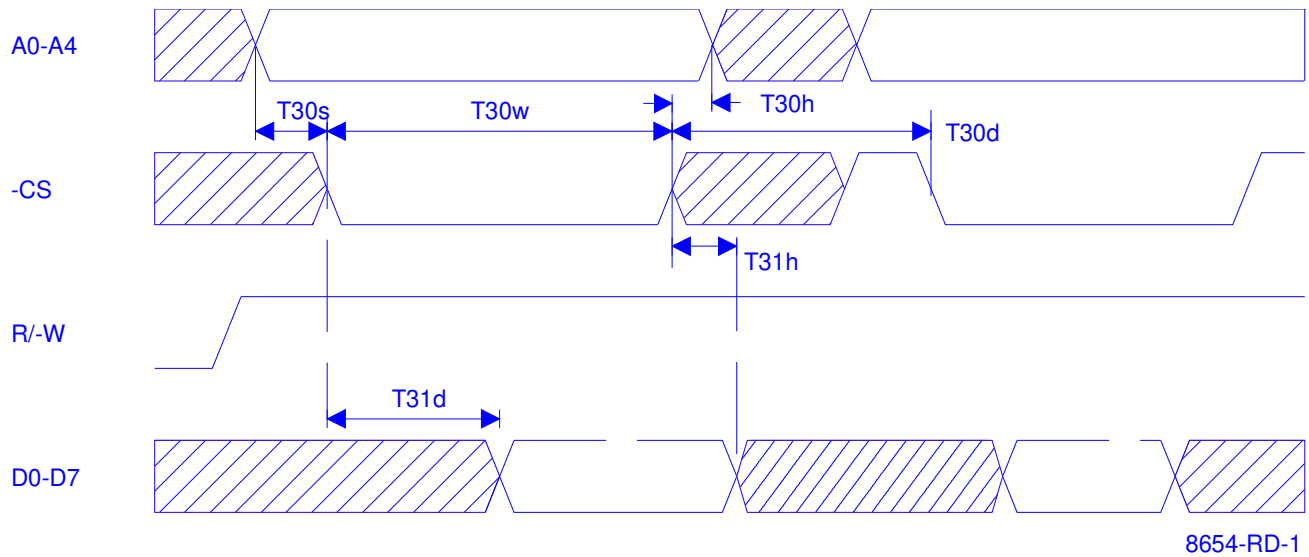 A0-A4
T30s
T30w
T30h
T30d
-CS
T31h
R/-W
T31d
D0-D7
8654-RD-1